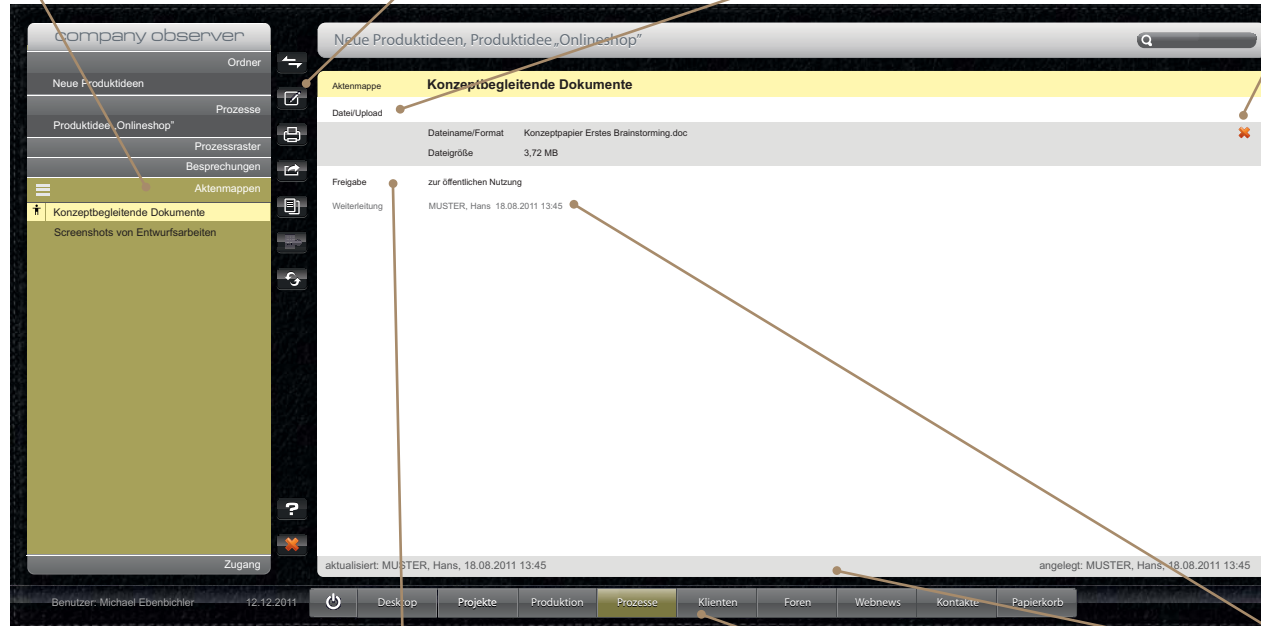 company observer
Ordner
Neue Produktideen
Prozesse
Produktidee „Onlineshop”
Prozessraster
Besprechungen
Aktenmappen
Konzeptbegleitende Dokumente
Screenshots von Entwurfsarbeiten
Zugang
Neue Produktideen, Produktidee „Onlineshop”
Aktenmappe Konzeptbegleitende Dokumente
Datei/Upload
Dateiname/Format Konzeptpapier Erstes Brainstorming.doc
Dateigröße 3,72 MB
Freigabe zur öffentlichen Nutzung
Weiterleitung MUSTER, Hans 18.08.2011 13:45
?
aktualisiert: MUSTER, Hans, 18.08.2011 13:45 angelegt: MUSTER, Hans, 18.08.2011 13:45
Benutzer: Michael Ebenbichler 12.12.2011 Desktop Projekte Produktion Prozesse Klienten Foren Webnews Kontakte Papierkorb